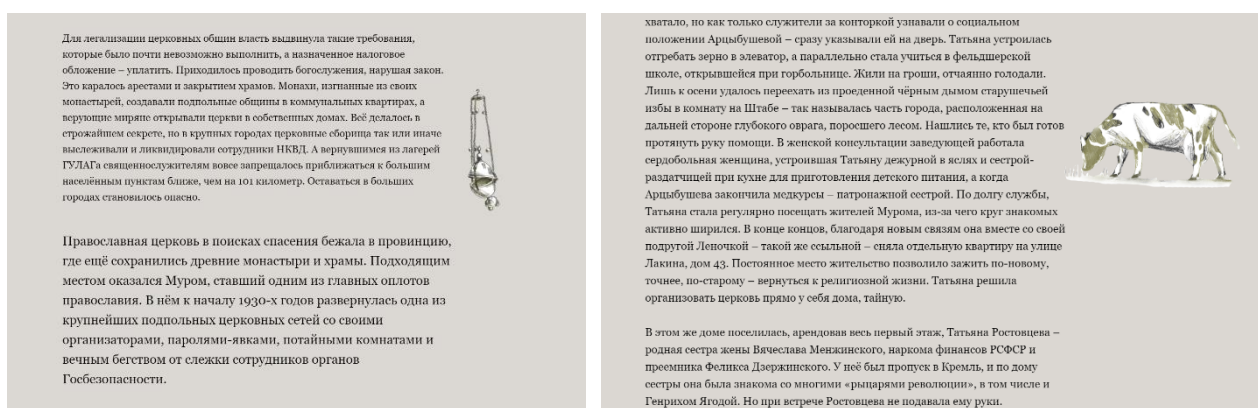 Для легализации церковных общин власть выдвинула такие требования,
которые было почти невозможно выполнить, а назначенное налоговое
обложение – уплатить. Приходилось проводить богослужения, нарушая закон.
Это каралось арестами и закрытием храмов. Монахи, изгнанные из своих
монастырей, создавали подпольные общины в коммунальных квартирах, а
верующие миряне открывали церкви в собственных домах. Всё делалось в
строжайшем секрете, но в крупных городах церковные сборища так или иначе
выслеживали и ликвидировали сотрудники НКВД. А вернувшимся из лагерей
ГУЛАГа священнослужителям вовсе запрещалось приближаться к большим
населённым пунктам ближе, чем на 101 километр. Оставаться в больших
городах становилось опасно.
Православная церковь в поисках спасения бежала в провинцию,
где ещё сохранились древние монастыри и храмы. Подходящим
местом оказался Муром, ставший одним из главных оплотов
православия. В нём к началу 1930-х годов развернулась одна из
крупнейших подпольных церковных сетей со своими
организаторами, паролями-явками, потайными комнатами и
вечным бегством от слежки сотрудников органов
Госбезопасности.
хватало, но как только служители за конторкой узнавали о социальном
положении Арцыбушевой – сразу указывали ей на дверь. Татьяна устроилась
отгребать зерно в элеватор, а параллельно стала учиться в фельдшерской
школе, открывшейся при горбольнице. Жили на гроши, отчаянно голодали.
Лишь к осени удалось переехать из проеденной чёрным дымом старушечьей
избы в комнату на Штабе – так называлась часть города, расположенная на
дальней стороне глубокого оврага, поросшего лесом. Нашлись те, кто был готов
протянуть руку помощи. В женской консультации заведующей работала
сердобольная женщина, устроившая Татьяну дежурной в яслях и сестрой-
раздатчицей при кухне для приготовления детского питания, а когда
Арцыбушева закончила медкурсы – патронажной сестрой. По долгу службы,
Татьяна стала регулярно посещать жителей Мурома, из-за чего круг знакомых
активно ширился. В конце концов, благодаря новым связям она вместе со своей
подругой Леночкой – такой же ссыльной – сняла отдельную квартиру на улице
Лакина, дом 43. Постоянное место жительство позволило зажить по-новому,
точнее, по-старому – вернуться к религиозной жизни. Татьяна решила
организовать церковь прямо у себя дома, тайную.
В этом же доме поселилась, арендовав весь первый этаж, Татьяна Ростовцева –
родная сестра жены Вячеслава Менжинского, наркома финансов РСФСР и
преемника Феликса Дзержинского. У неё был пропуск в Кремль, и по дому
сестры она была знакома со многими «рыцарями революции», в том числе и
Генрихом Ягодой. Но при встрече Ростовцева не подавала ему руки.